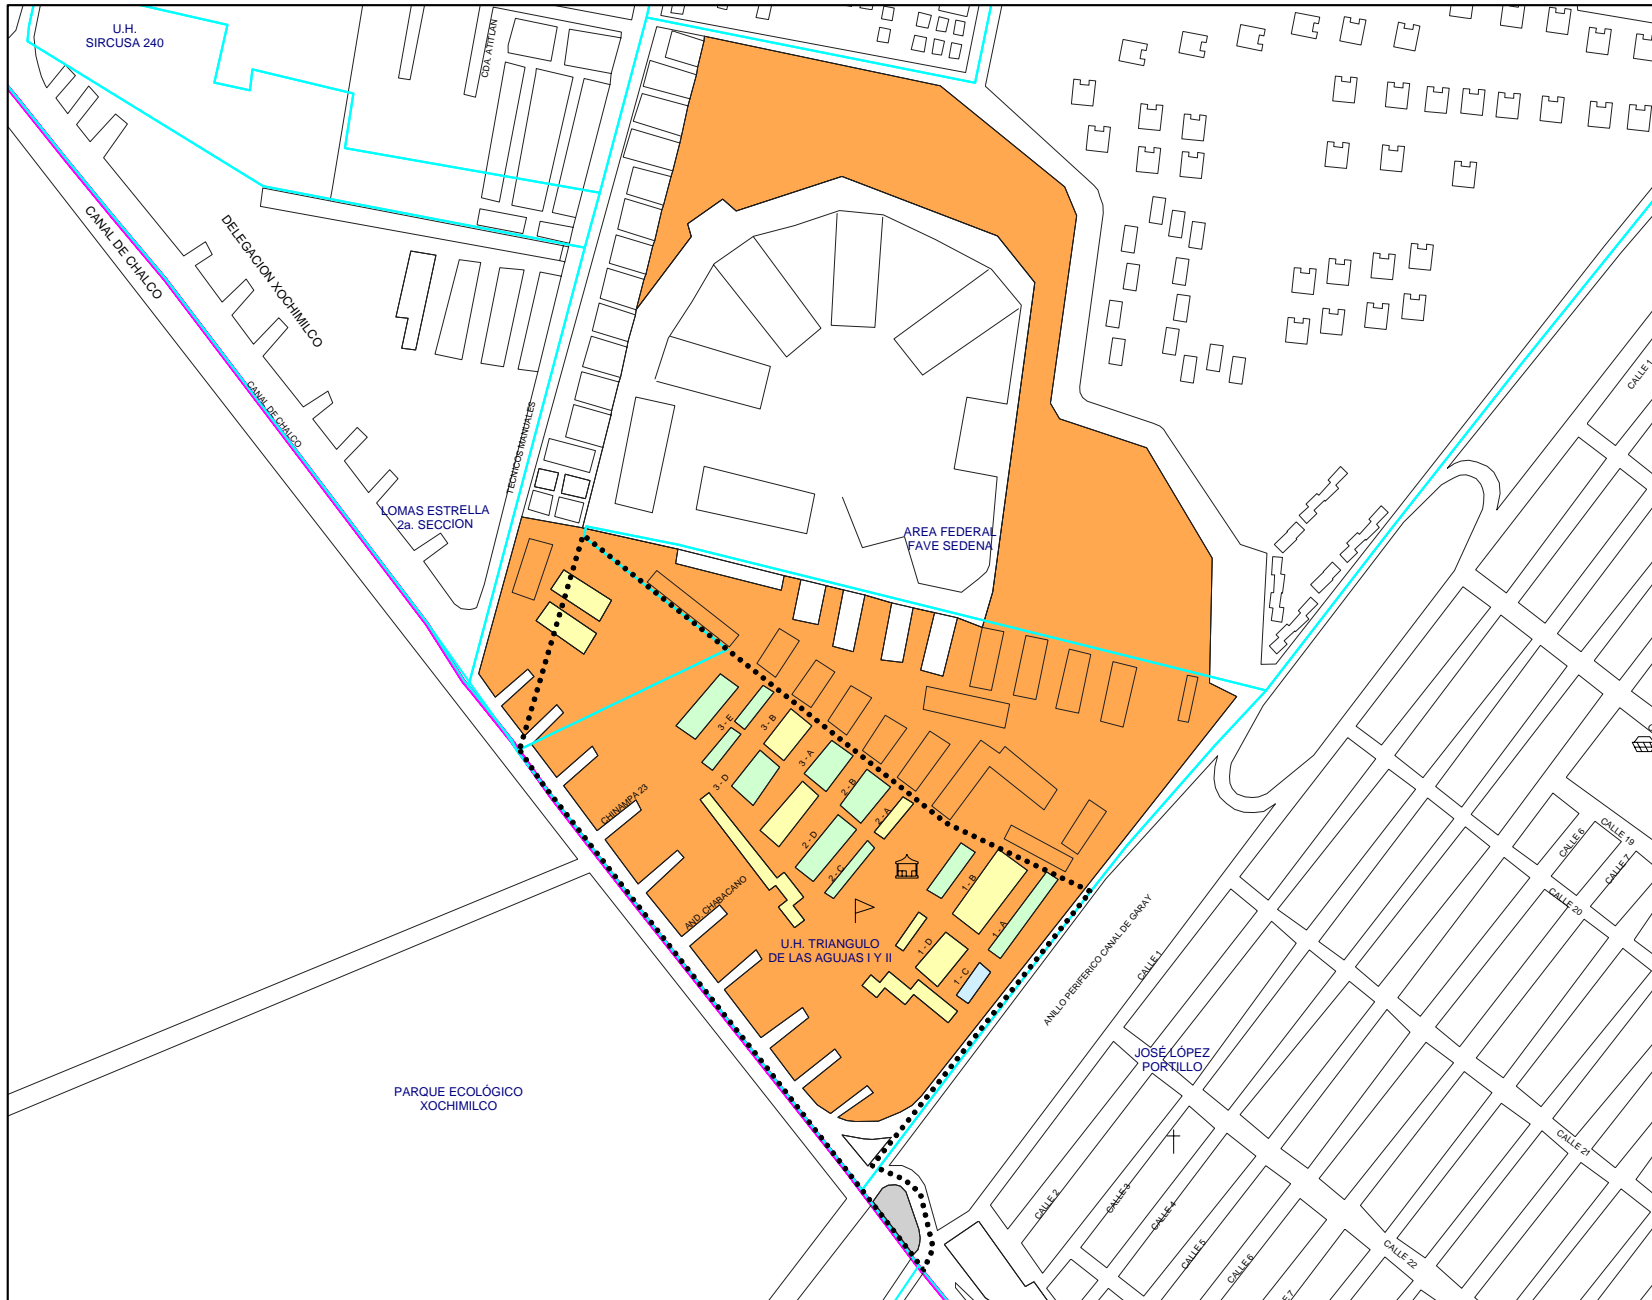 U.H.
SIRCUSA 240
CDA. ATITLAN
CANAL DE CHALCO
DELEGACION XOCHIMILCO
CANAL DE CHALCO
TECNICOS MANUALES
LOMAS ESTRELLA
2a. SECCION
AREA FEDERAL
FAVE SEDENA
CALLE 1
3 - E
3 - B
3 - A
3 - D
2 - B
2 - A
2 - D
2 - C
CHINAMPA 23
AND. CHABACANO
1 - B
1 - A
1 - D
1 - C
U.H. TRIANGULO
DE LAS AGUJAS I Y II
ANILLO PERIFERICO CANAL DE GARAY
CALLE 1
CALLE 6
CALLE 19
CALLE 7
CALLE 20
JOSÉ LÓPEZ
PORTILLO
PARQUE ECOLÓGICO
XOCHIMILCO
CALLE 21
CALLE 2
CALLE 3
CALLE 4
CALLE 5
CALLE 6
CALLE 22